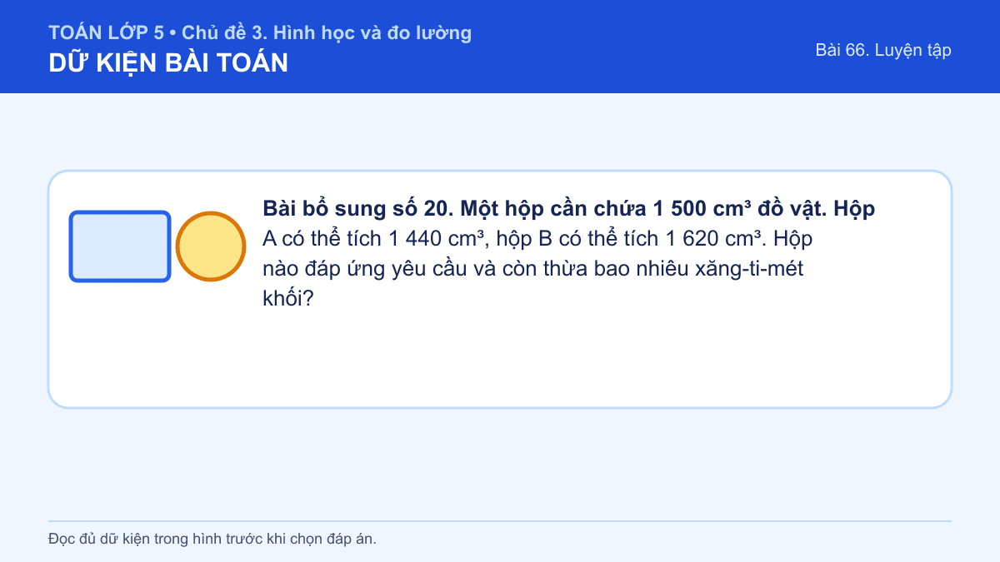 TOÁN LỚP 5 • Chủ đề 3. Hình học và đo lường
DỮ KIỆN BÀI TOÁN
Bài 66. Luyện tập
Bài bổ sung số 20. Một hộp cần chứa 1 500 cm³ đồ vật. Hộp
A có thể tích 1 440 cm³, hộp B có thể tích 1 620 cm³. Hộp
nào đáp ứng yêu cầu và còn thừa bao nhiêu xăng-ti-mét
khối?
Đọc đủ dữ kiện trong hình trước khi chọn đáp án.